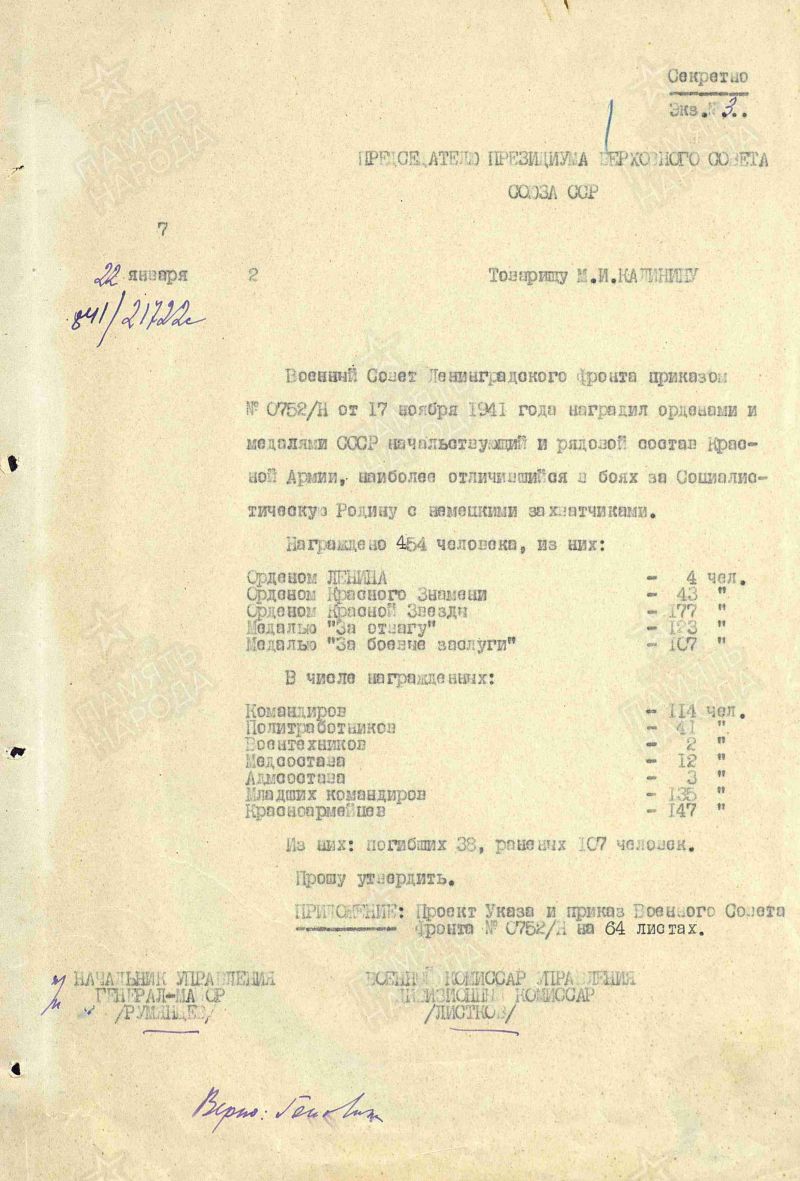 Секретно
Экз.№3..
ПРЕДСЕДАТЕЛЮ ПРЕЗИДИУМА ВЕРХОВНОГО СОВЕТА
СОЮЗА ССР
7
22 января 2
Товарищу М.И.КАЛИНИНУ
841/21722с
Военный Совет Ленинградского фронта приказом
№ 0752/Н от 17 ноября 1941 года наградил орденами и
медалями СССР начальствующий и рядовой состав Крас-
ной Армии, наиболее отличившийся в боях за Социалис-
тическую Родину с немецкими захватчиками.
Награждено 454 человека, из них:
Орденом ЛЕНИНА - 4 чел.
Орденом Красного Знамени - 43 "
Орденом Красной Звезды - 177 "
Медалью "За отвагу" - 123 "
Медалью "За боевые заслуги" - 107 "
В числе награжденных:
Командиров - 114 чел.
Политработников - 41 "
Воентехников - 2 "
Медсостава - 12 "
Адмсостава - 3 "
Младших командиров - 135 "
Красноармейцев - 147 "
Из них: погибших 38, раненых 107 человек.
Прошу утвердить.
ПРИЛОЖЕНИЕ: Проект Указа и приказ Военного Совета
фронта № 0752/Н на 64 листах.
НАЧАЛЬНИК УПРАВЛЕНИЯ
ГЕНЕРАЛ-МАЙОР
/РУМЯНЦЕВ/
ВОЕННЫЙ КОМИССАР УПРАВЛЕНИЯ
ДИВИЗИОННЫЙ КОМИССАР
/ЛИСТКОВ/
Верно: